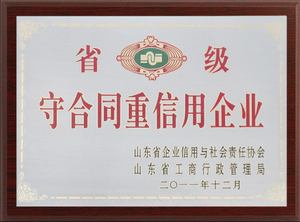 省级
守合同重信用企业
山东省企业信用与社会责任协会
山东省工商行政管理局
二〇一一年十二月